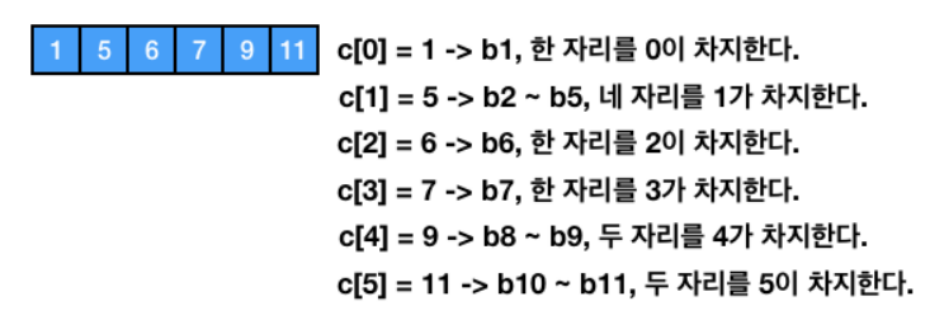 1 5 6 7 9 11 c[0] = 1 -> b1, 한 자리를 0이 차지한다.
c[1] = 5 -> b2 ~ b5, 네 자리를 1가 차지한다.
c[2] = 6 -> b6, 한 자리를 2이 차지한다.
c[3] = 7 -> b7, 한 자리를 3가 차지한다.
c[4] = 9 -> b8 ~ b9, 두 자리를 4가 차지한다.
c[5] = 11 -> b10 ~ b11, 두 자리를 5이 차지한다.